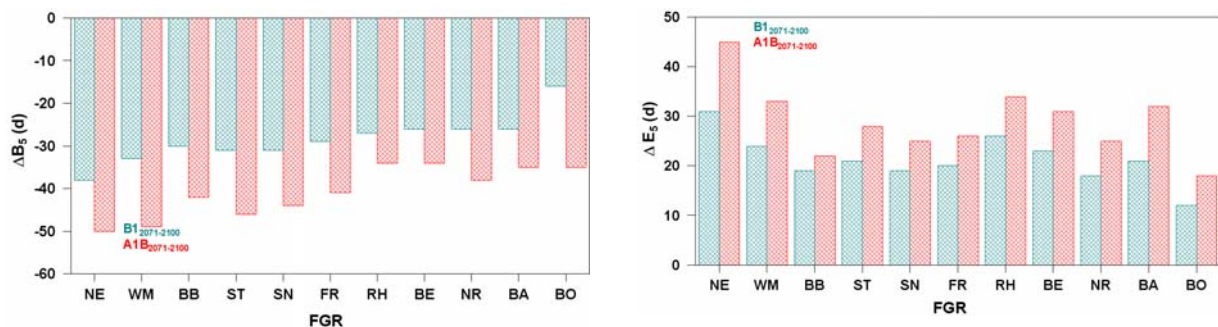 0
-10
-20
-30
-40
-50
-60
ΔB5 (d)
B12071-2100
A1B2071-2100
NE WM BB ST SN FR RH BE NR BA BO
FGR
50
40
30
20
10
0
Δ E5 (d)
B12071-2100
A1B2071-2100
NE WM BB ST SN FR RH BE NR BA BO
FGR